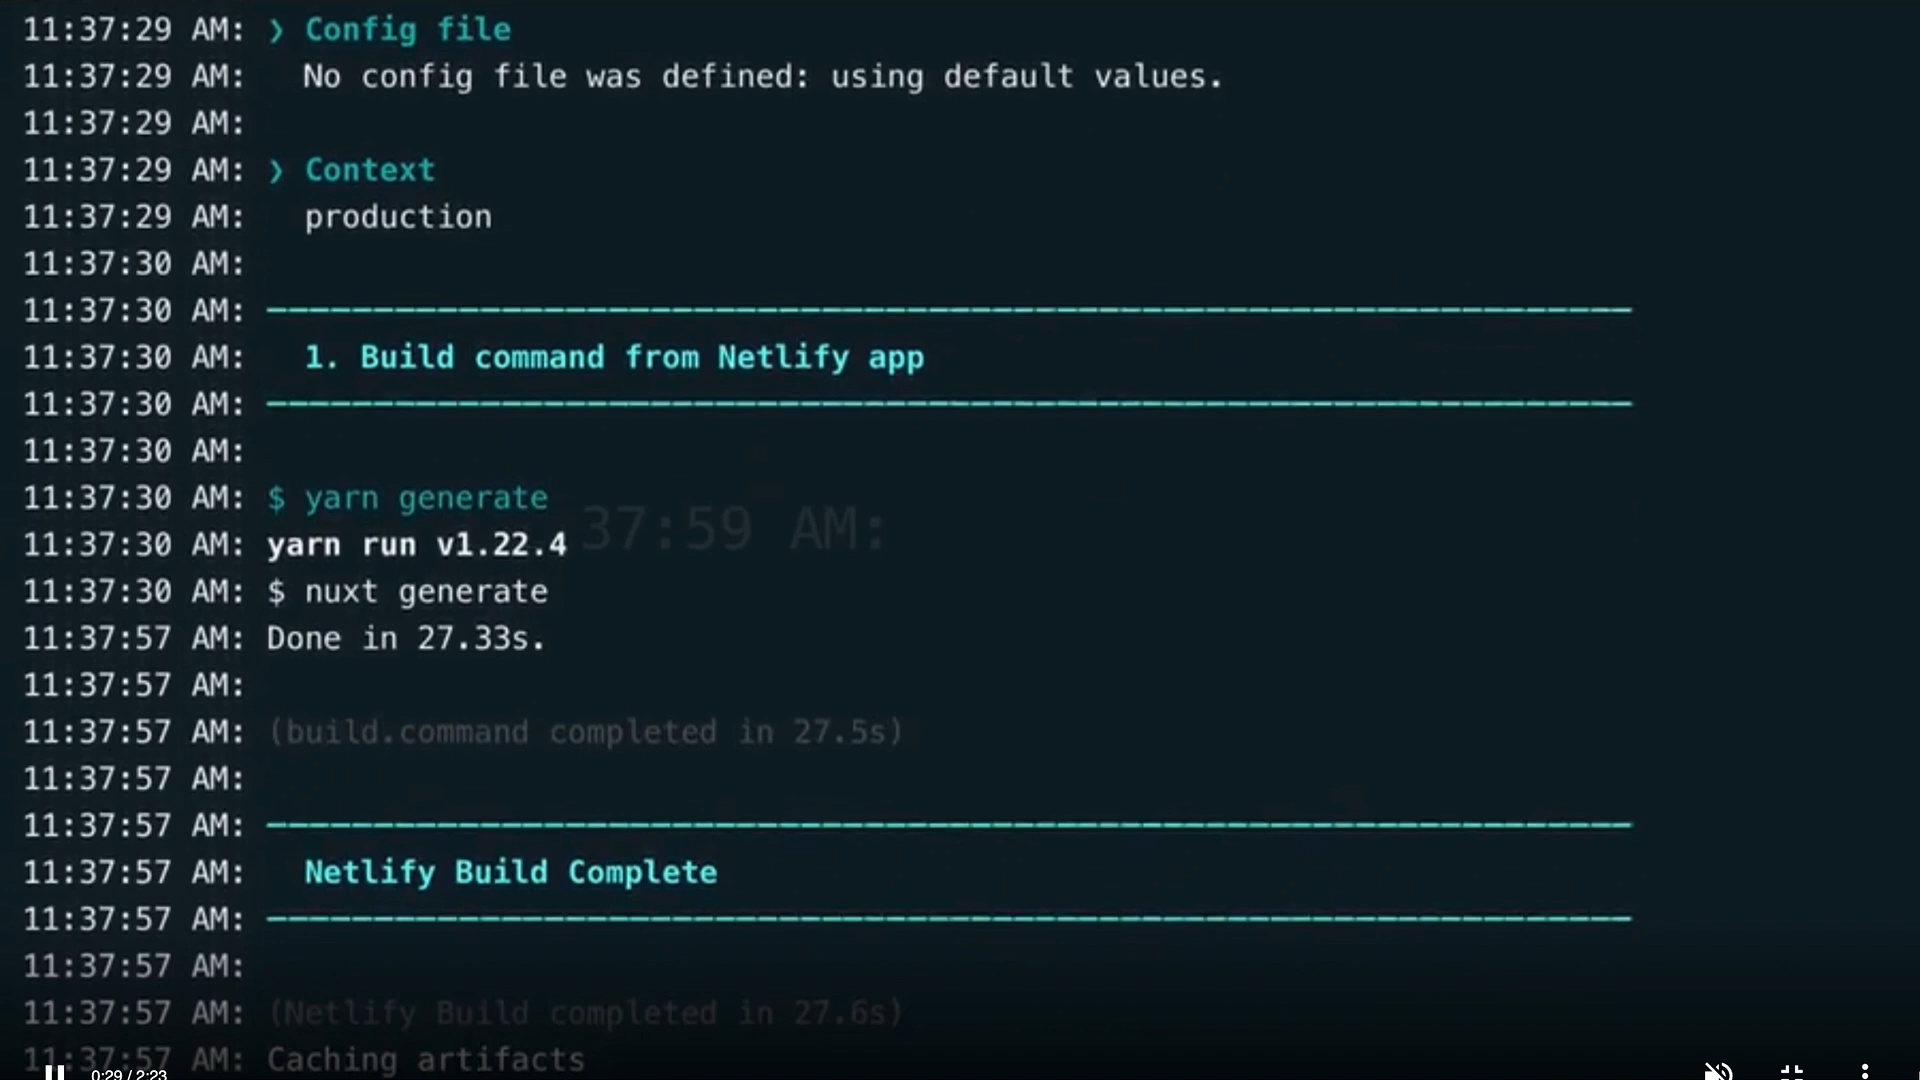 11:37:29 AM: ❯ Config file
11:37:29 AM: No config file was defined: using default values.
11:37:29 AM:
11:37:29 AM: ❯ Context
11:37:29 AM: production
11:37:30 AM:
11:37:30 AM: ────────────────────────────────
11:37:30 AM: 1. Build command from Netlify app
11:37:30 AM: ────────────────────────────────
11:37:30 AM:
11:37:30 AM: $ yarn generate
37:59 AM:
11:37:30 AM: yarn run v1.22.4
11:37:30 AM: $ nuxt generate
11:37:57 AM: Done in 27.33s.
11:37:57 AM:
11:37:57 AM: (build.command completed in 27.5s)
11:37:57 AM:
11:37:57 AM: ────────────────────────────────
11:37:57 AM: Netlify Build Complete
11:37:57 AM: ────────────────────────────────
11:37:57 AM:
11:37:57 AM: (Netlify Build completed in 27.6s)
11:37:57 AM: Caching artifacts
0:29 / 2:23